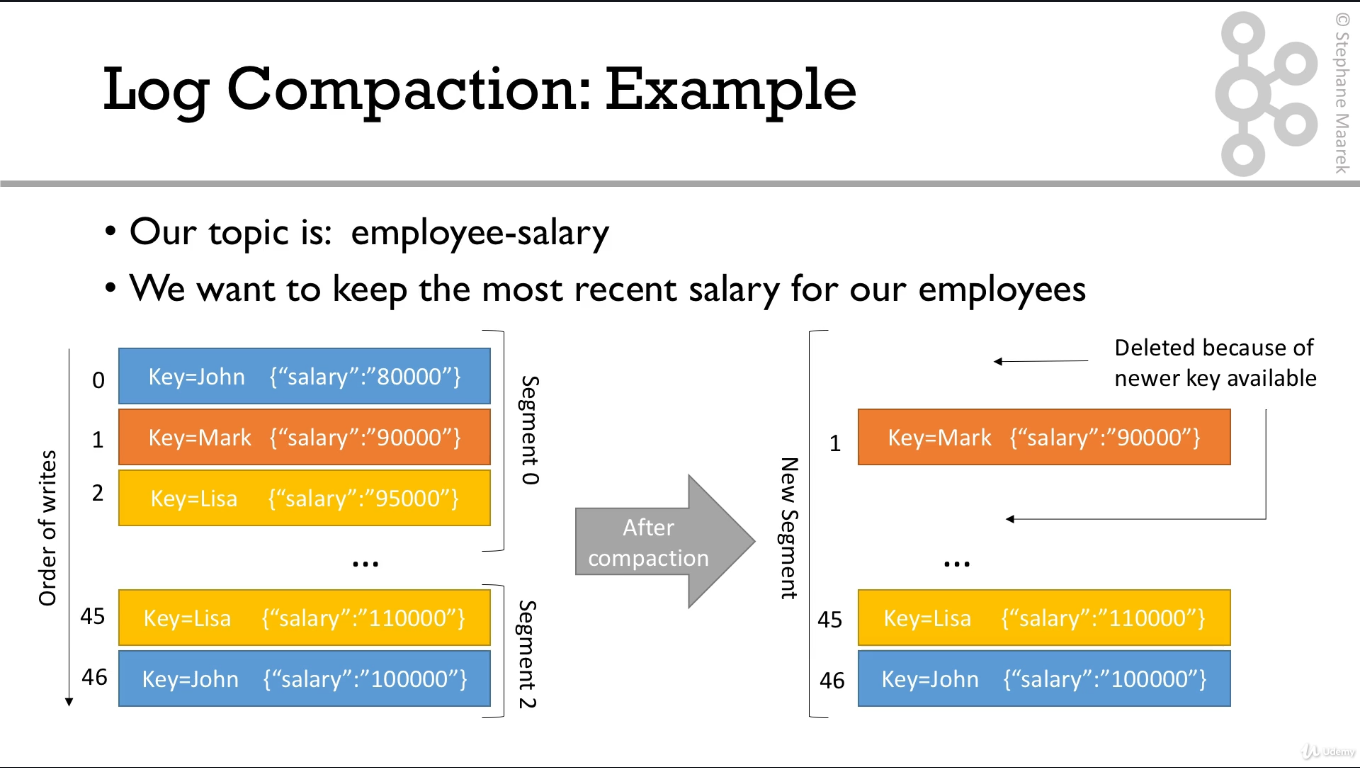 Log Compaction: Example
© Stephane Maarek
• Our topic is: employee-salary
• We want to keep the most recent salary for our employees
Order of writes
0 Key=John {“salary”:”80000”}
1 Key=Mark {“salary”:”90000”}
2 Key=Lisa {“salary”:”95000”}
Segment 0
...
45 Key=Lisa {“salary”:”110000”}
46 Key=John {“salary”:”100000”}
Segment 2
After
compaction
New Segment
Deleted because of
newer key available
1 Key=Mark {“salary”:”90000”}
...
45 Key=Lisa {“salary”:”110000”}
46 Key=John {“salary”:”100000”}
Udemy